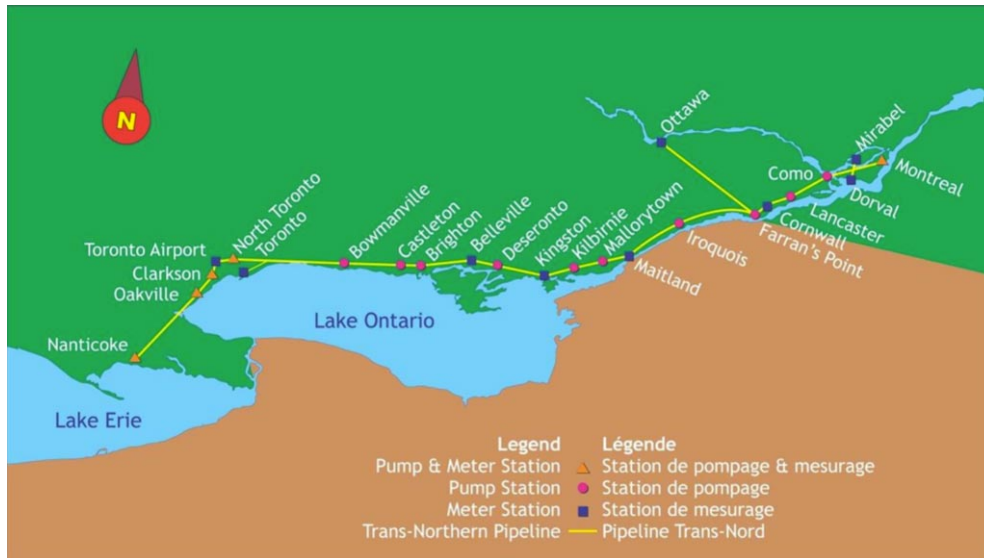 N
Ottawa
Mirabel
Montreal
Como
Dorval
Lancaster
Cornwall
Farran's Point
Iroquois
Maitland
Mallorytown
Kilbirnie
Kingston
Deseronto
Belleville
Brighton
Castleton
Bowmanville
Toronto
North Toronto
Toronto Airport
Clarkson
Oakville
Nanticoke
Lake Ontario
Lake Erie
Legend Légende
Pump & Meter Station Station de pompage & mesurage
Pump Station Station de pompage
Meter Station Station de mesurage
Trans-Northern Pipeline Pipeline Trans-Nord